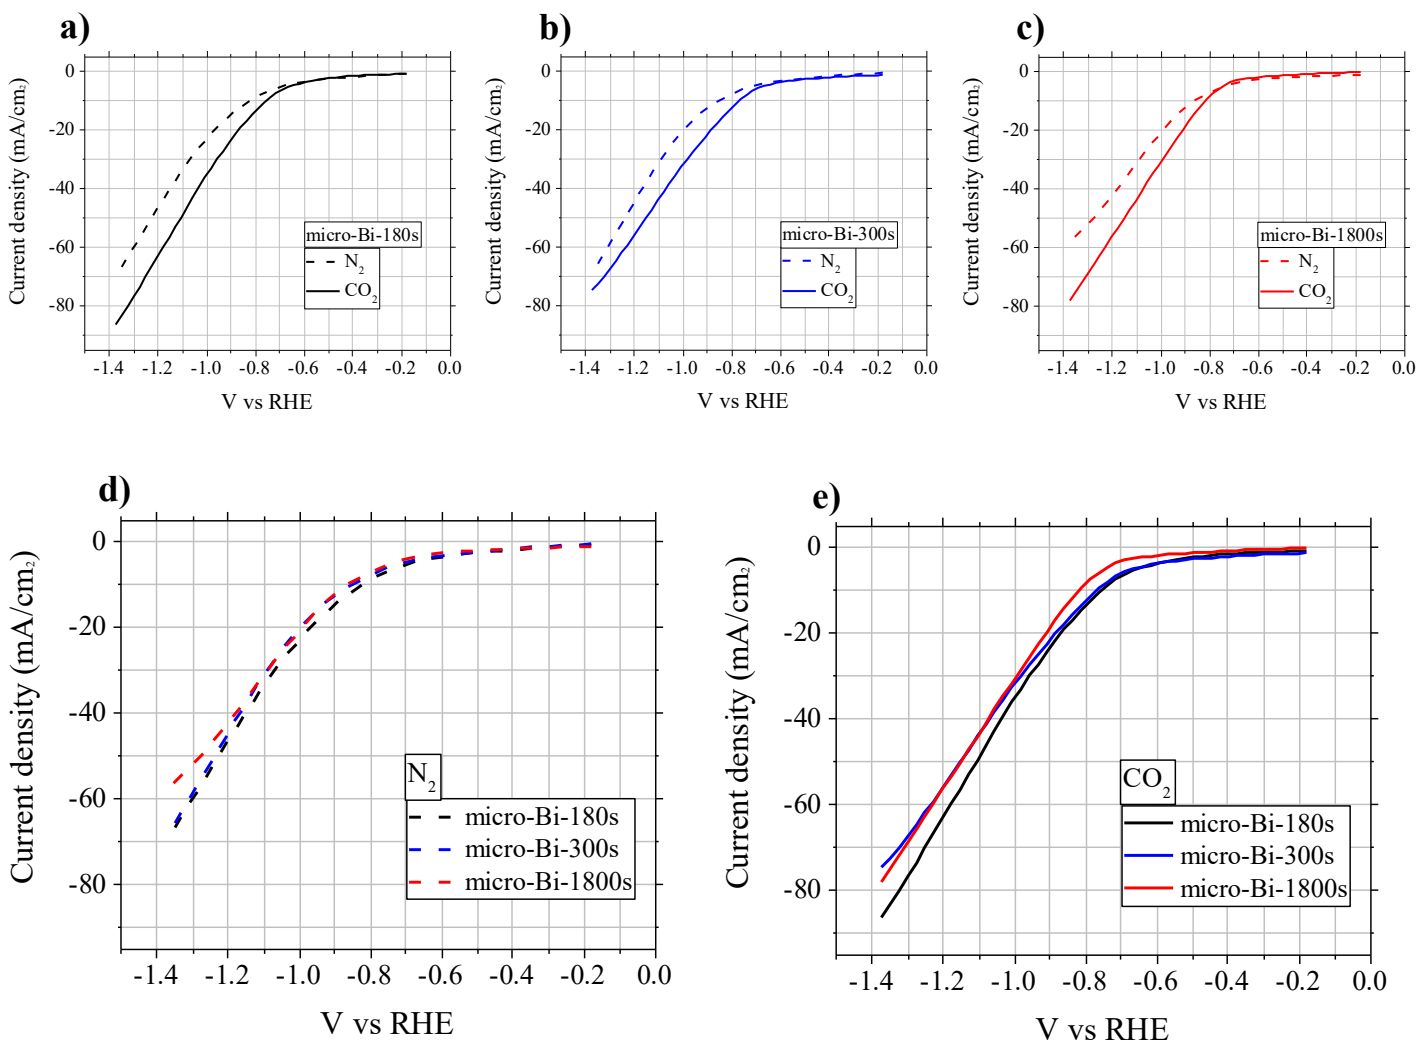 a)
Current density (mA/cm2)
0
-20
-40
-60
-80
micro-Bi-180s
N2
CO2
-1.4 -1.2 -1.0 -0.8 -0.6 -0.4 -0.2 0.0
V vs RHE
b)
Current density (mA/cm2)
0
-20
-40
-60
-80
micro-Bi-300s
N2
CO2
-1.4 -1.2 -1.0 -0.8 -0.6 -0.4 -0.2 0.0
V vs RHE
c)
Current density (mA/cm2)
0
-20
-40
-60
-80
micro-Bi-1800s
N2
CO2
-1.4 -1.2 -1.0 -0.8 -0.6 -0.4 -0.2 0.0
V vs RHE
d)
Current density (mA/cm2)
0
-20
-40
-60
-80
N2
micro-Bi-180s
micro-Bi-300s
micro-Bi-1800s
-1.4 -1.2 -1.0 -0.8 -0.6 -0.4 -0.2 0.0
V vs RHE
e)
Current density (mA/cm2)
0
-20
-40
-60
-80
CO2
micro-Bi-180s
micro-Bi-300s
micro-Bi-1800s
-1.4 -1.2 -1.0 -0.8 -0.6 -0.4 -0.2 0.0
V vs RHE